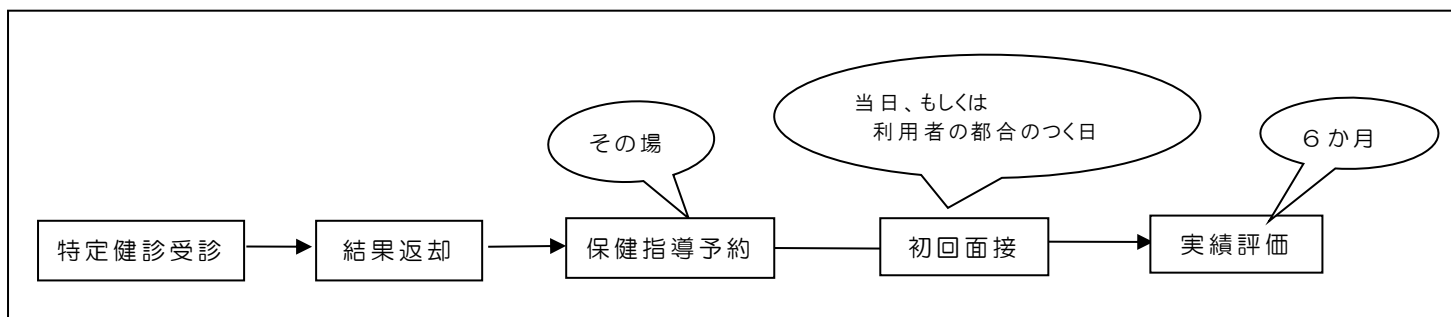 当日、もしくは
利用者の都合のつく日
その場
６か月
特定健診受診
結果返却
保健指導予約
初回面接
実績評価